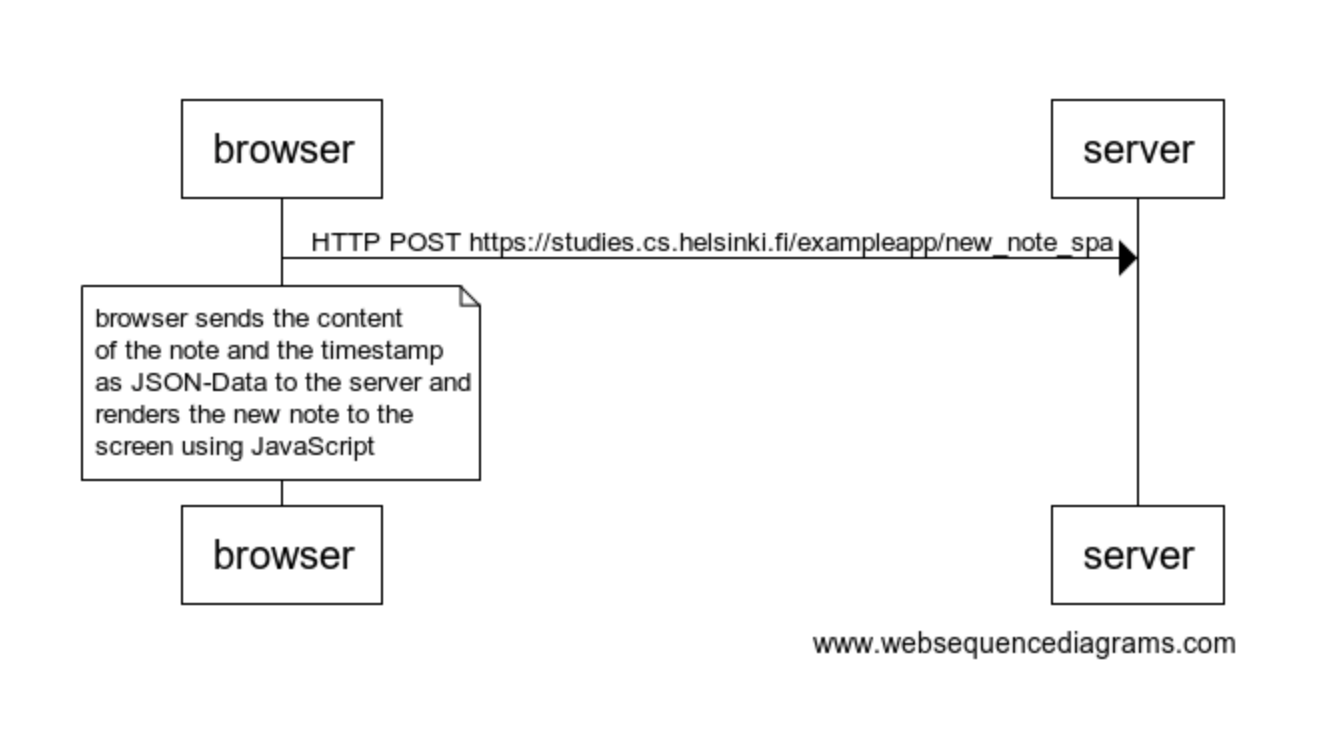 browser
server
HTTP POST https://studies.cs.helsinki.fi/exampleapp/new_note_spa
browser sends the content
of the note and the timestamp
as JSON-Data to the server and
renders the new note to the
screen using JavaScript
browser
server
www.websequencediagrams.com